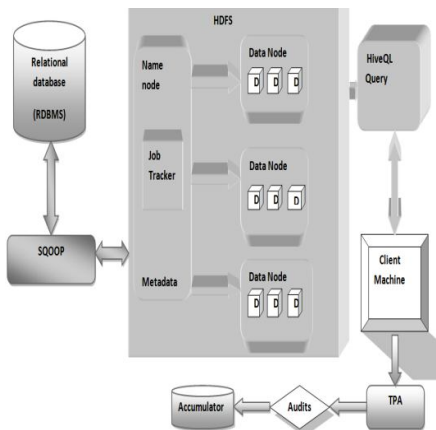 HDFS
Relational
database
(RDBMS)
SQOOP
Name
node
Job
Tracker
Metadata
Data Node
D D D
Data Node
D D D
Data Node
D D D
HiveQL
Query
Client
Machine
TPA
Audits
Accumulator